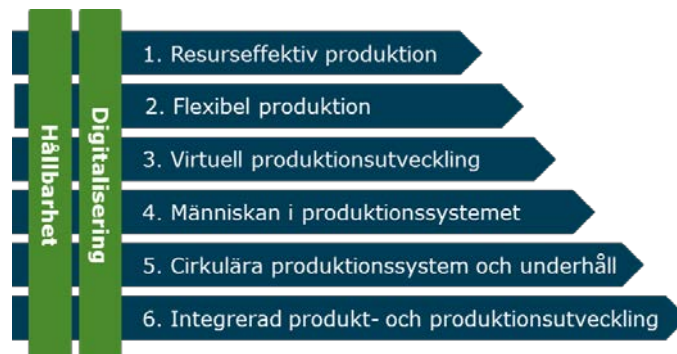 Hållbarhet
Digitalisering
1. Resurseffektiv produktion
2. Flexibel produktion
3. Virtuell produktionsutveckling
4. Människan i produktionssystemet
5. Cirkulära produktionssystem och underhåll
6. Integrerad produkt- och produktionsutveckling